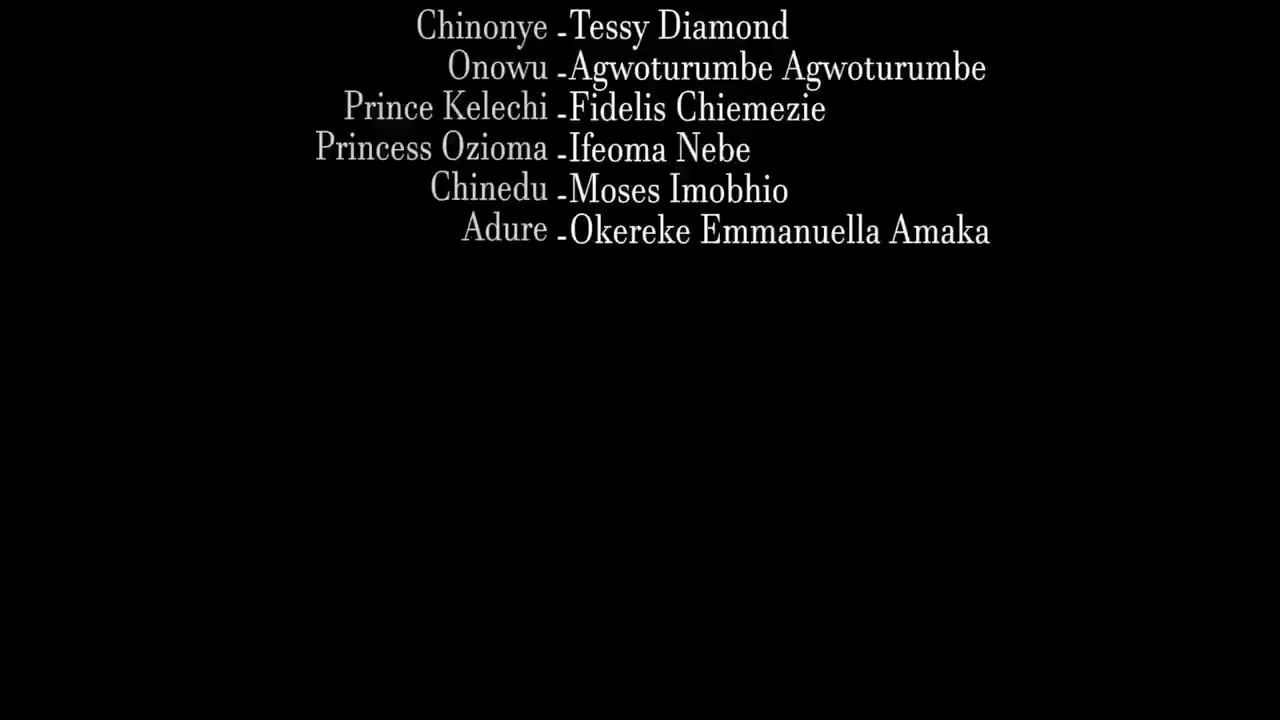 Chinonye -Tessy Diamond
Onowu -Agwoturumbe Agwoturumbe
Prince Kelechi -Fidelis Chiemezie
Princess Ozioma -Ifeoma Nebe
Chinedu -Moses Imobhio
Adure -Okereke Emmanuella Amaka